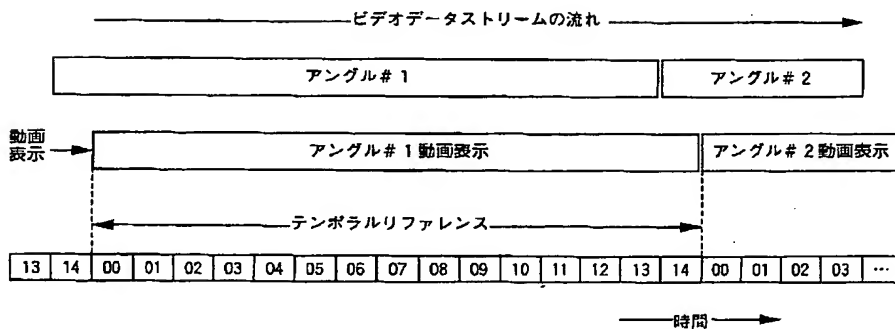 ビデオデータストリームの流れ
アングル#1
アングル#2
動画
表示
アングル#1動画表示
アングル#2動画表示
テンポラルリファレンス
13 14 00 01 02 03 04 05 06 07 08 09 10 11 12 13 14 00 01 02 03 …
時間